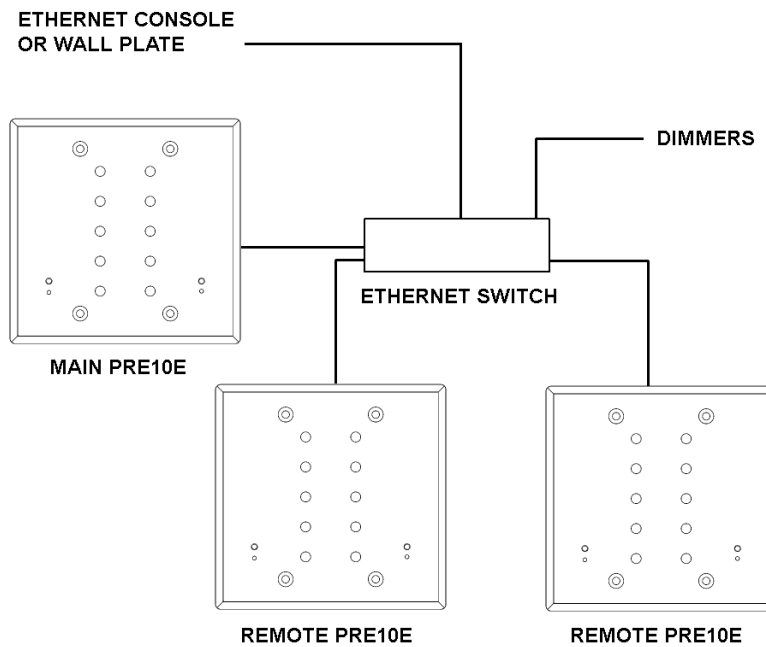 ETHERNET CONSOLE
OR WALL PLATE
DIMMERS
ETHERNET SWITCH
MAIN PRE10E
REMOTE PRE10E
REMOTE PRE10E